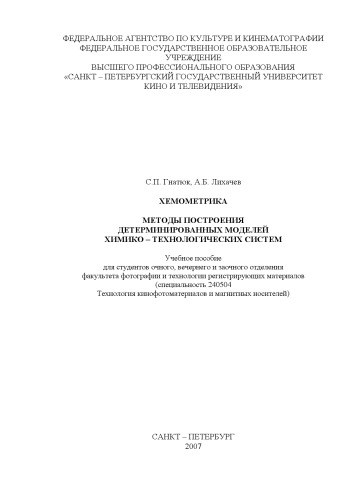 ФЕДЕРАЛЬНОЕ АГЕНТСТВО ПО КУЛЬТУРЕ И КИНЕМАТОГРАФИИ
ФЕДЕРАЛЬНОЕ ГОСУДАРСТВЕННОЕ ОБРАЗОВАТЕЛЬНОЕ
УЧРЕЖДЕНИЕ
ВЫСШЕГО ПРОФЕССИОНАЛЬНОГО ОБРАЗОВАНИЯ
«САНКТ – ПЕТЕРБУРГСКИЙ ГОСУДАРСТВЕННЫЙ УНИВЕРСИТЕТ
КИНО И ТЕЛЕВИДЕНИЯ»
С.П. Гнатюк, А.Б. Лихачев
ХЕМОМЕТРИКА
МЕТОДЫ ПОСТРОЕНИЯ
ДЕТЕРМИНИРОВАННЫХ МОДЕЛЕЙ
ХИМИКО – ТЕХНОЛОГИЧЕСКИХ СИСТЕМ
Учебное пособие
для студентов очного, вечернего и заочного отделения
факультета фотографии и технологии регистрирующих материалов
(специальность 240504
Технология кинофотоматериалов и магнитных носителей)
САНКТ – ПЕТЕРБУРГ
2007